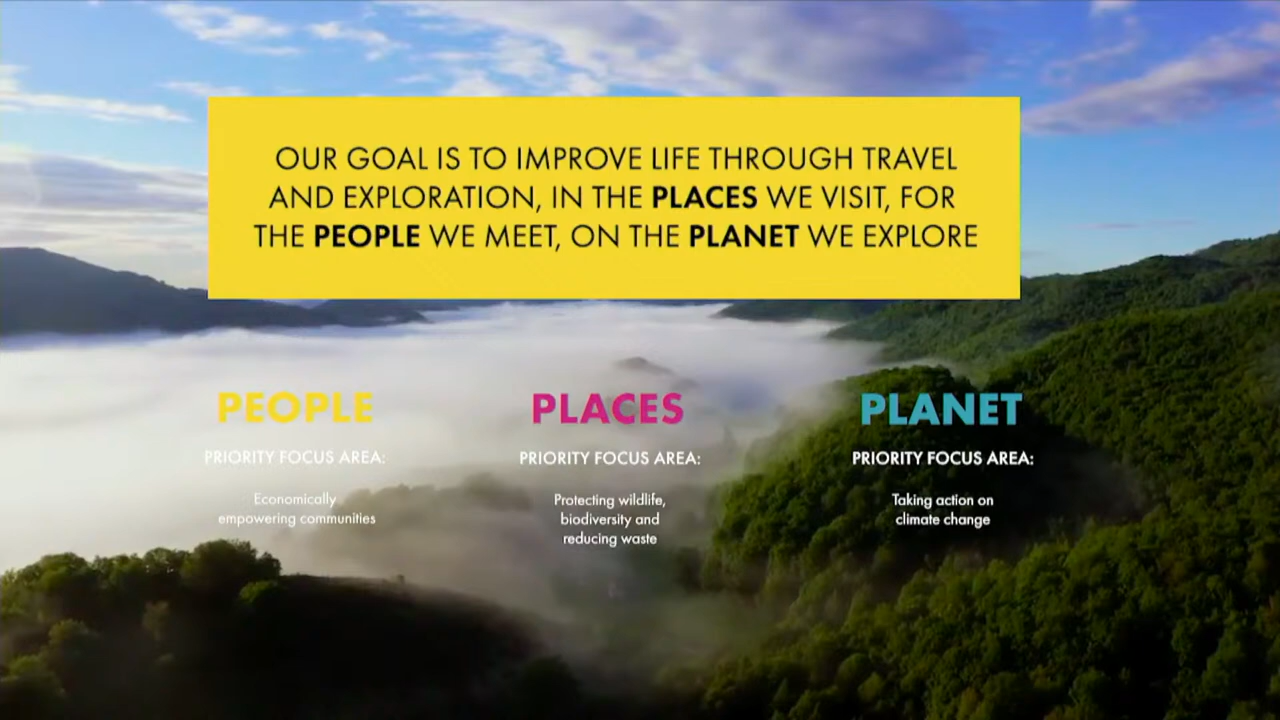 OUR GOAL IS TO IMPROVE LIFE THROUGH TRAVEL
AND EXPLORATION, IN THE PLACES WE VISIT, FOR
THE PEOPLE WE MEET, ON THE PLANET WE EXPLORE
PEOPLE
PRIORITY FOCUS AREA:
Economically
empowering communities
PLACES
PRIORITY FOCUS AREA:
Protecting wildlife,
biodiversity and
reducing waste
PLANET
PRIORITY FOCUS AREA:
Taking action on
climate change